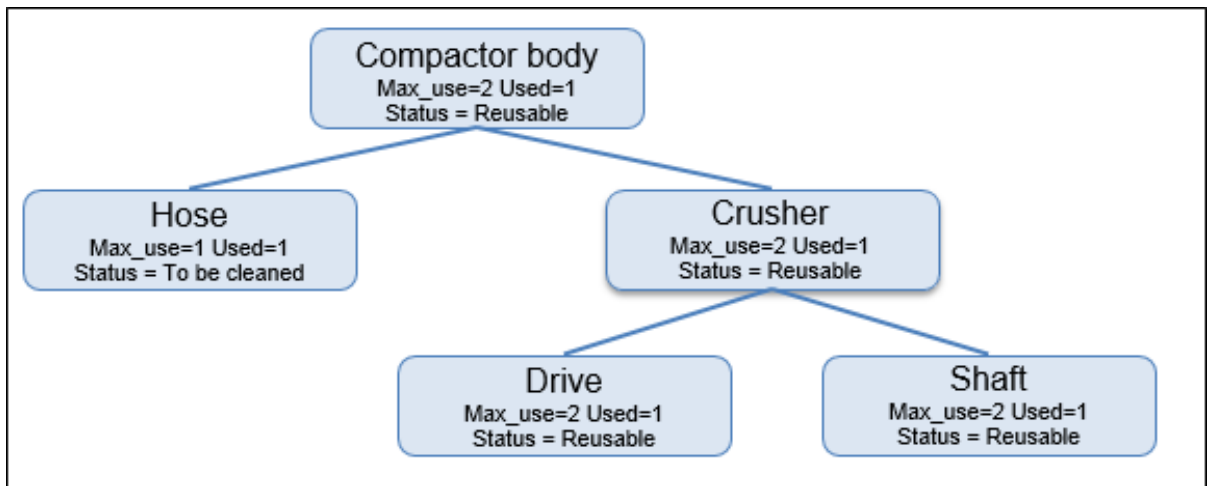 Compactor body
Max_use=2 Used=1
Status = Reusable
Hose
Max_use=1 Used=1
Status = To be cleaned
Crusher
Max_use=2 Used=1
Status = Reusable
Drive
Max_use=2 Used=1
Status = Reusable
Shaft
Max_use=2 Used=1
Status = Reusable